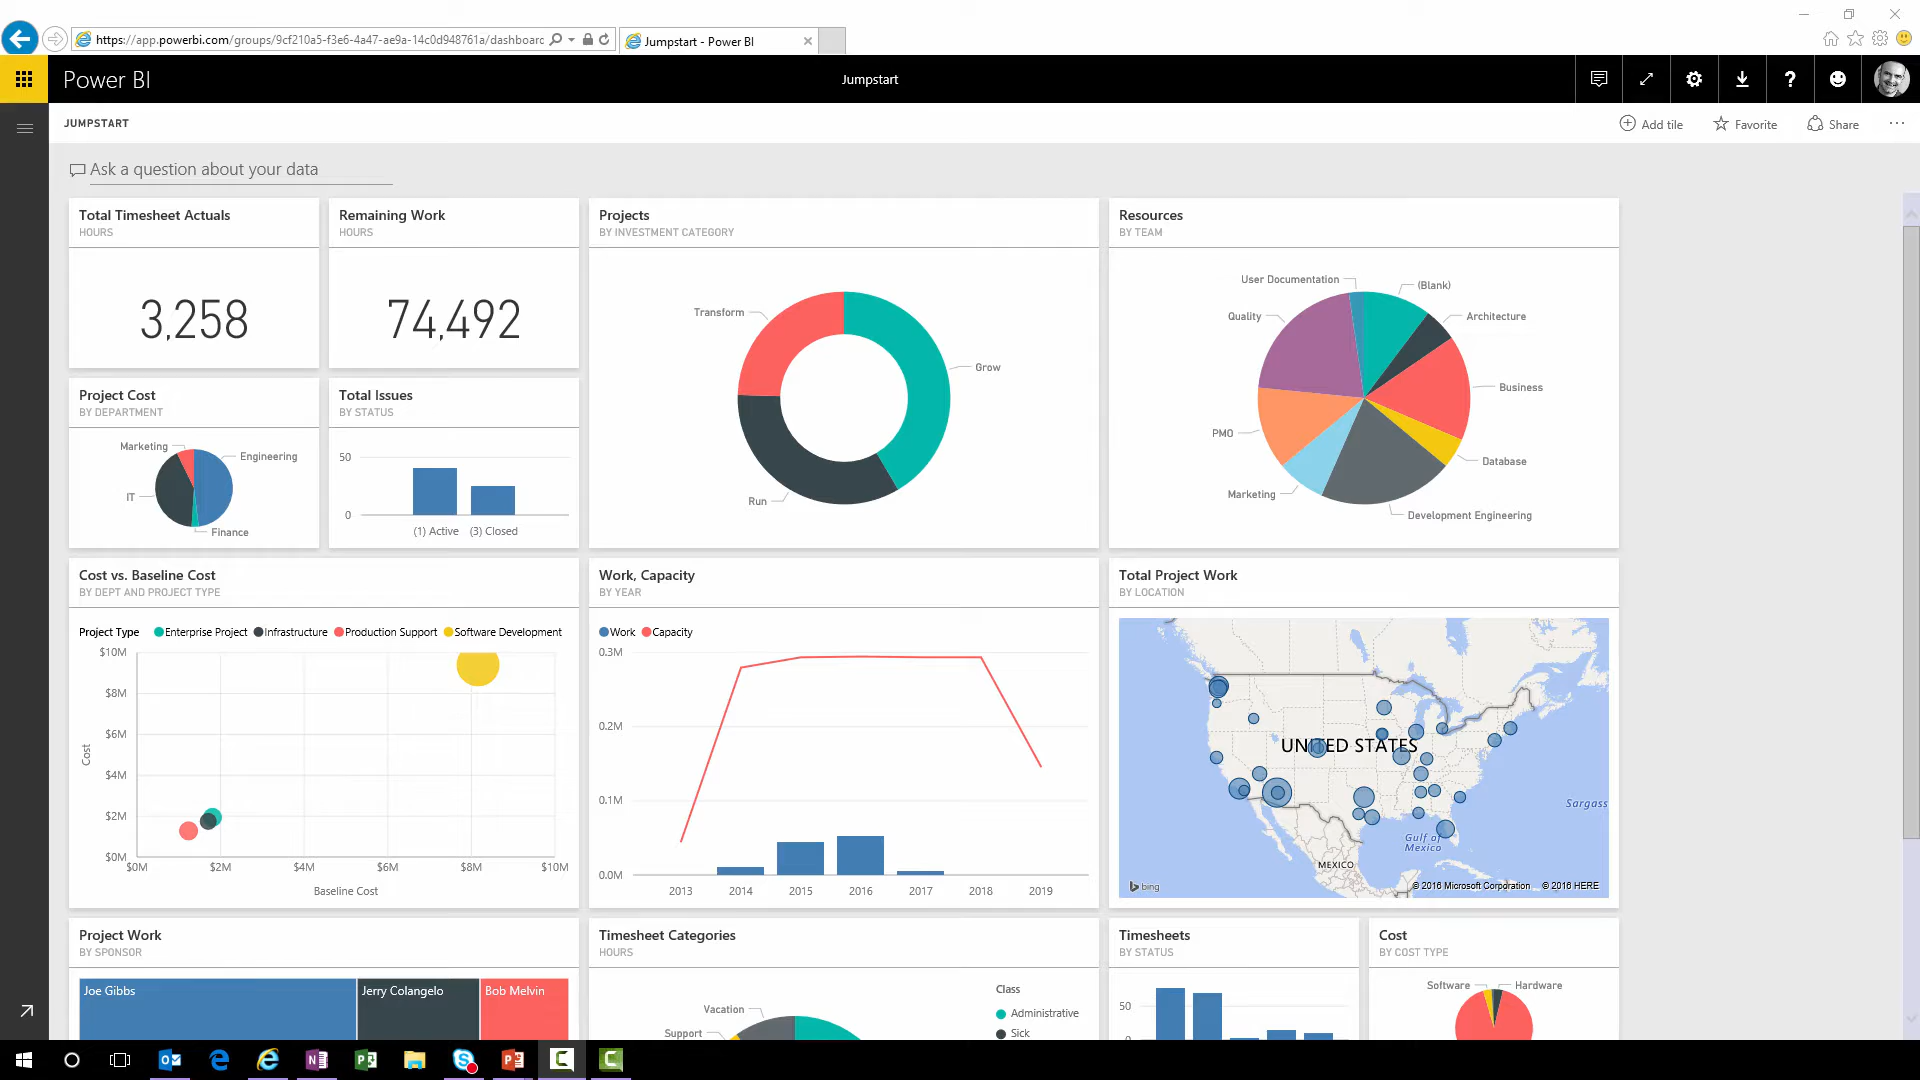 https://app.powerbi.com/groups/9cf210a5-f3e6-4a47-ae9a-14c0d948761a/dashboard
Jumpstart - Power BI
Power BI
Jumpstart
JUMPSTART
Add tile
Favorite
Share
Ask a question about your data
Total Timesheet Actuals
HOURS
3,258
Remaining Work
HOURS
74,492
Projects
BY INVESTMENT CATEGORY
Transform
Grow
Run
Resources
BY TEAM
User Documentation
(Blank)
Quality
Architecture
Business
PMO
Database
Marketing
Development Engineering
Project Cost
BY DEPARTMENT
Marketing
Engineering
IT
Finance
Total Issues
BY STATUS
50
0
(1) Active (3) Closed
Cost vs. Baseline Cost
BY DEPT AND PROJECT TYPE
Project Type Enterprise Project Infrastructure Production Support Software Development
$10M
$8M
$6M
$4M
$2M
$0M
Cost
$0M $2M $4M $6M $8M $10M
Baseline Cost
Work, Capacity
BY YEAR
Work Capacity
0.3M
0.2M
0.1M
0.0M
2013 2014 2015 2016 2017 2018 2019
Total Project Work
BY LOCATION
UNITED STATES
Sargass
Gulf of
Mexico
MEXICO
bing
© 2016 Microsoft Corporation © 2016 HERE
Project Work
BY SPONSOR
Joe Gibbs
Jerry Colangelo
Bob Melvin
Timesheet Categories
HOURS
Vacation
Support
Class
Administrative
Sick
Timesheets
BY STATUS
50
0
Cost
BY COST TYPE
Software
Hardware